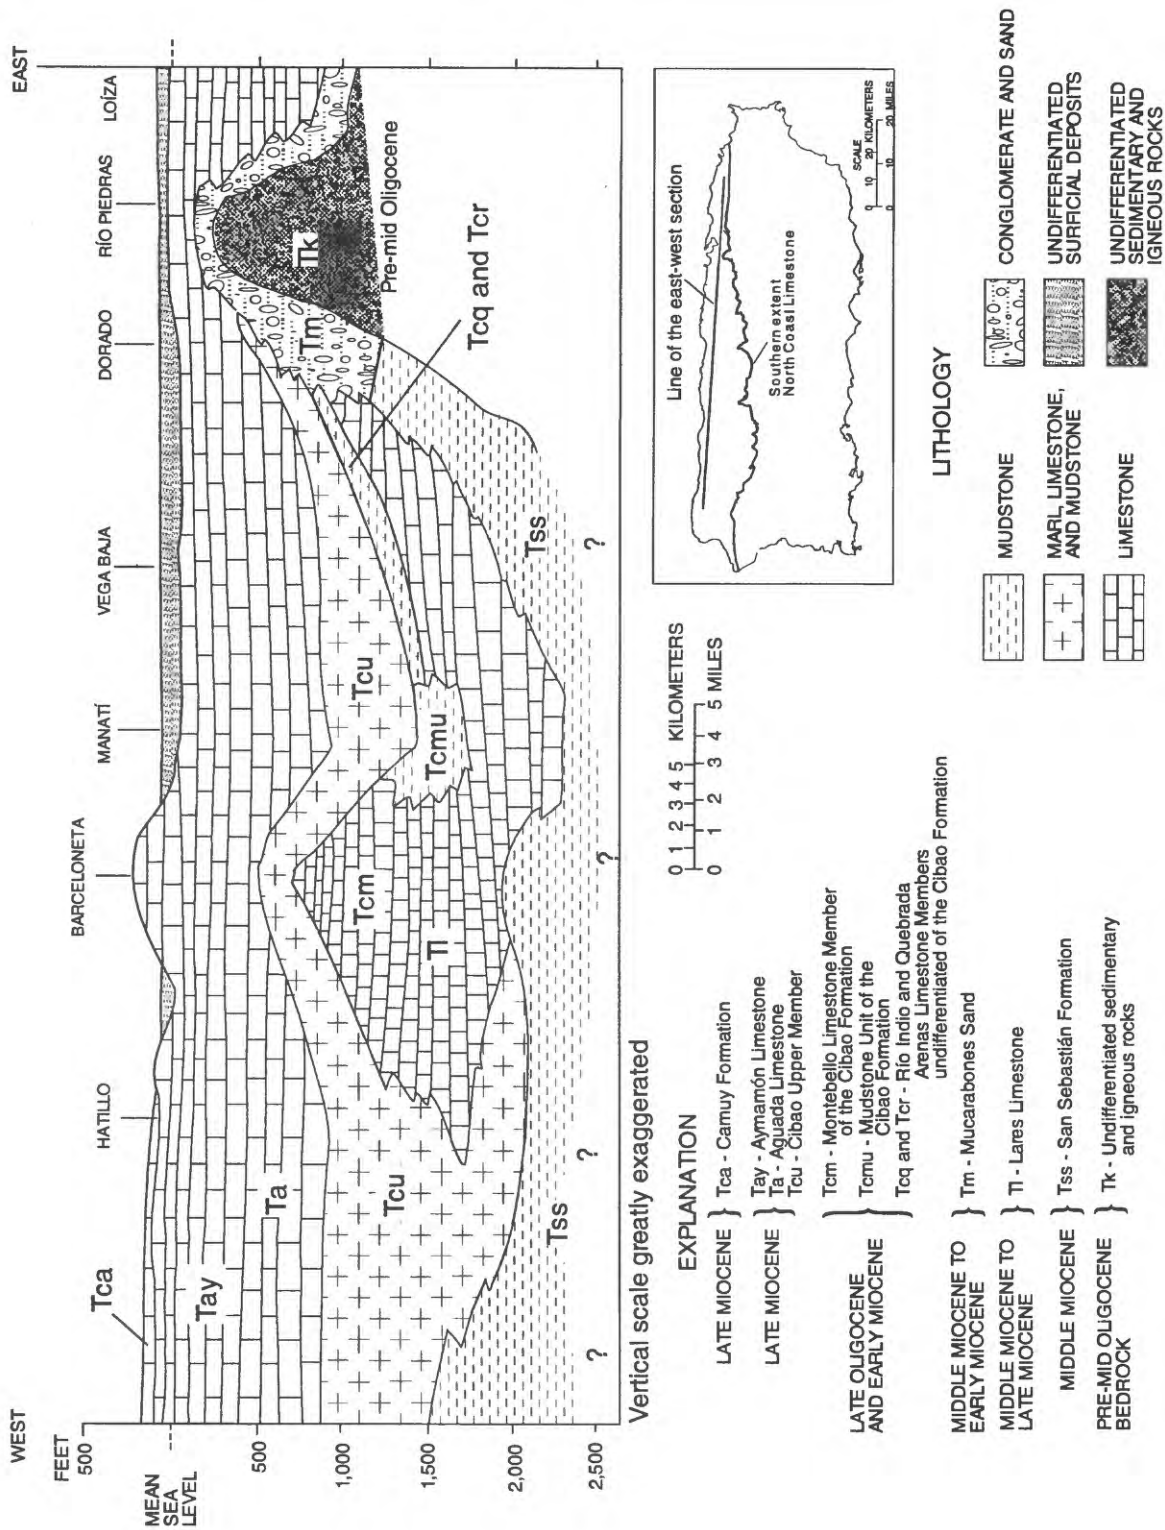 WEST
EAST
FEET
500
MEAN
SEA
LEVEL
500
1,000
1,500
2,000
2,500
HATILLO
BARCELONETA
MANATÍ
VEGA BAJA
DORADO
RÍO PIEDRAS
LOÍZA
Tca
Tay
Ta
Tcu
Tss
?
?
?
?
Tcm
Tl
Tcmu
Tcu
Tss
Tm
Tk
Pre-mid Oligocene
Tcq and Tcr
Vertical scale greatly exaggerated
0 1 2 3 4 5 KILOMETERS
0 1 2 3 4 5 MILES
Line of the east-west section
Southern extent
North Coast Limestone
SCALE
0 10 20 KILOMETERS
0 10 20 MILES
EXPLANATION
LATE MIOCENE
Tca - Camuy Formation
LATE MIOCENE
Tay - Aymamón Limestone
Ta - Aguada Limestone
Tcu - Cibao Upper Member
LATE OLIGOCENE
AND EARLY MIOCENE
Tcm - Montebello Limestone Member
of the Cibao Formation
Tcmu - Mudstone Unit of the
Cibao Formation
Tcq and Tcr - Río Indio and Quebrada
Arenas Limestone Members
undifferentiated of the Cibao Formation
MIDDLE MIOCENE TO
EARLY MIOCENE
Tm - Mucarabones Sand
MIDDLE MIOCENE TO
LATE MIOCENE
Tl - Lares Limestone
MIDDLE MIOCENE
Tss - San Sebastián Formation
PRE-MID OLIGOCENE
BEDROCK
Tk - Undifferentiated sedimentary
and igneous rocks
LITHOLOGY
MUDSTONE
MARL, LIMESTONE,
AND MUDSTONE
LIMESTONE
CONGLOMERATE AND SAND
UNDIFFERENTIATED
SURFICIAL DEPOSITS
UNDIFFERENTIATED
SEDIMENTARY AND
IGNEOUS ROCKS